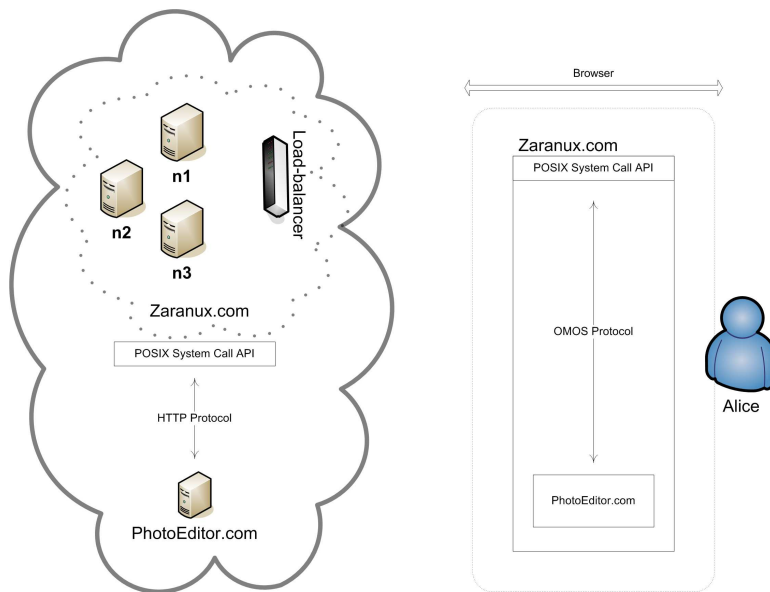 Load-balancer
n1
n2
n3
Zaranux.com
POSIX System Call API
HTTP Protocol
PhotoEditor.com
Browser
Zaranux.com
POSIX System Call API
OMOS Protocol
PhotoEditor.com
Alice